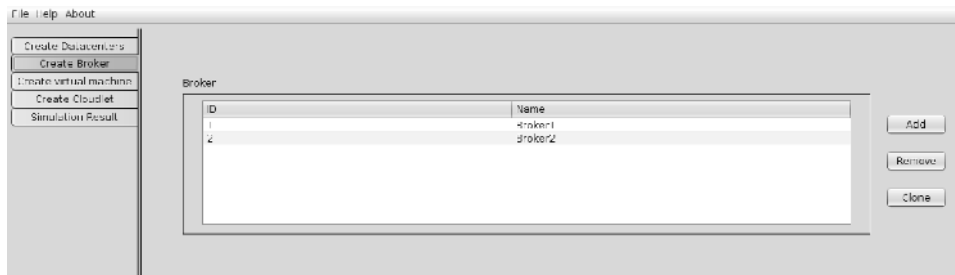 File Help About
Create Datacenters
Create Broker
Create virtual machine
Create Cloudlet
Simulation Result
Broker
ID Name
1 Broker1
2 Broker2
Add
Remove
Clone